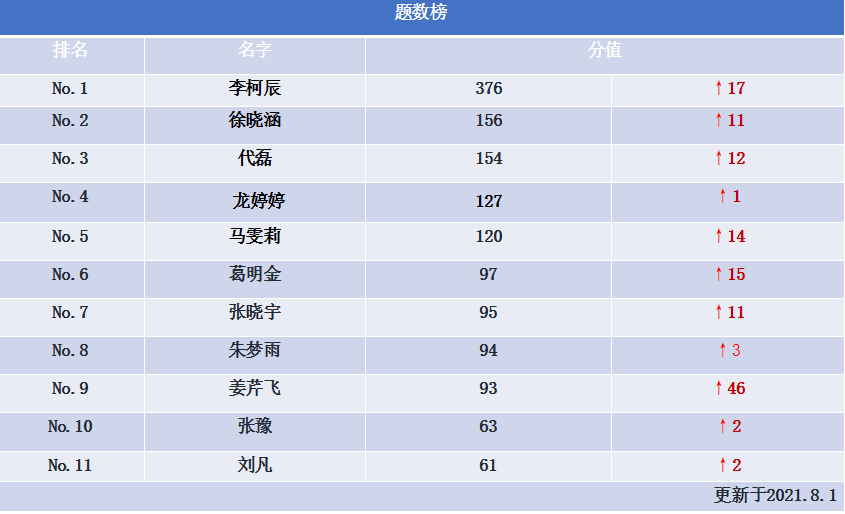 题数榜
排名 名字 分值
No.1 李柯辰 376 ↑17
No.2 徐晓涵 156 ↑11
No.3 代磊 154 ↑12
No.4 龙婷婷 127 ↑1
No.5 马雯莉 120 ↑14
No.6 葛明金 97 ↑15
No.7 张晓宇 95 ↑11
No.8 朱梦雨 94 ↑3
No.9 姜芹飞 93 ↑46
No.10 张豫 63 ↑2
No.11 刘凡 61 ↑2
更新于2021.8.1